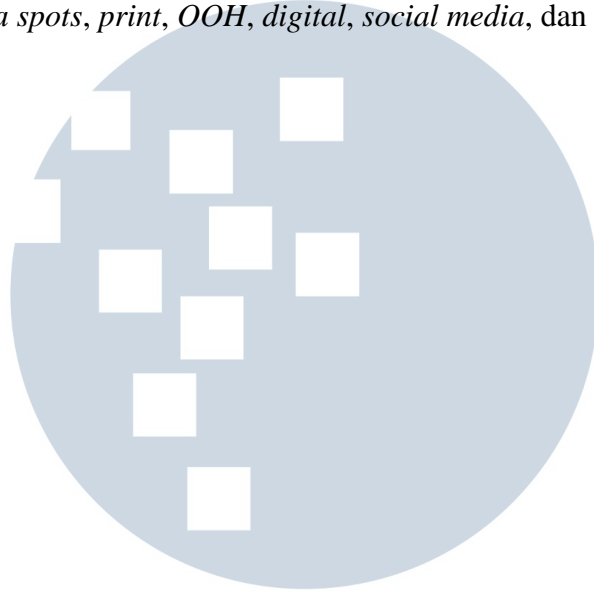 a spots, print, OOH, digital, social media, dan